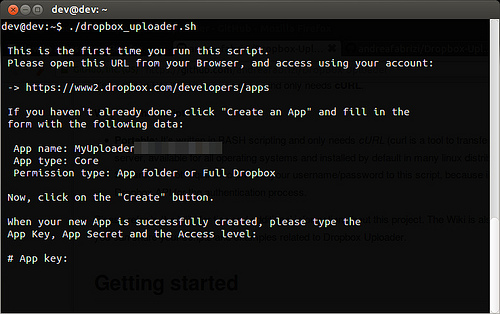 dev@dev: ~
dev@dev:~$ ./dropbox_uploader.sh
This is the first time you run this script.
Please open this URL from your Browser, and access using your account:
-> https://www2.dropbox.com/developers/apps
If you haven't already done, click "Create an App" and fill in the
form with the following data:
App name: MyUploader
App type: Core
Permission type: App folder or Full Dropbox
Now, click on the "Create" button.
When your new App is successfully created, please type the
App Key, App Secret and the Access level:
# App key:
Getting started